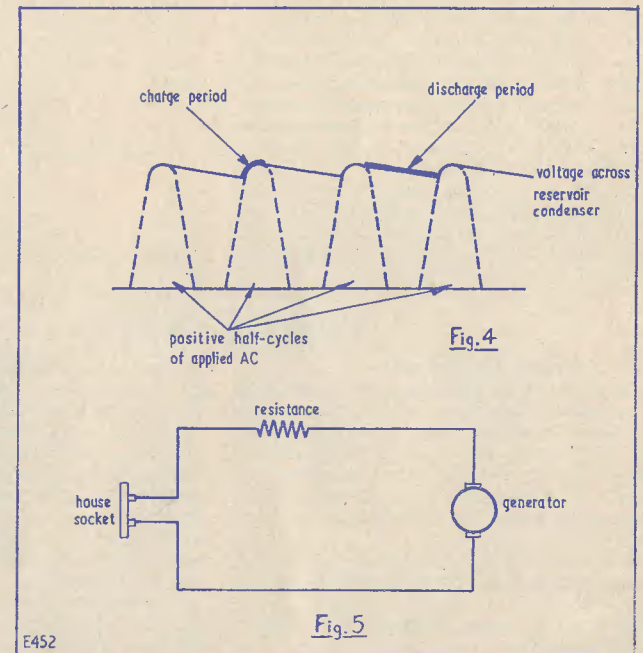 charge period
discharge period
voltage across
reservoir
condenser
positive half-cycles
of applied AC
Fig.4
resistance
house
socket
generator
Fig.5
E452